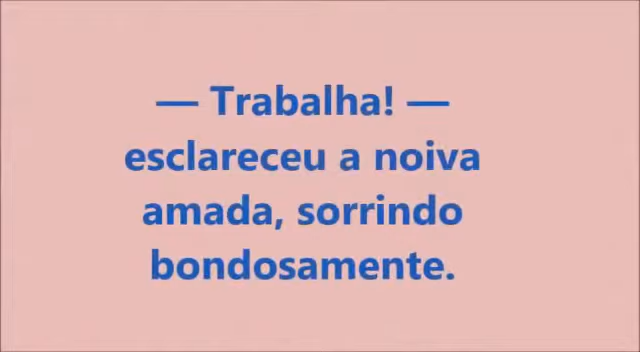 — Trabalha! —
esclareceu a noiva
amada, sorrindo
bondosamente.